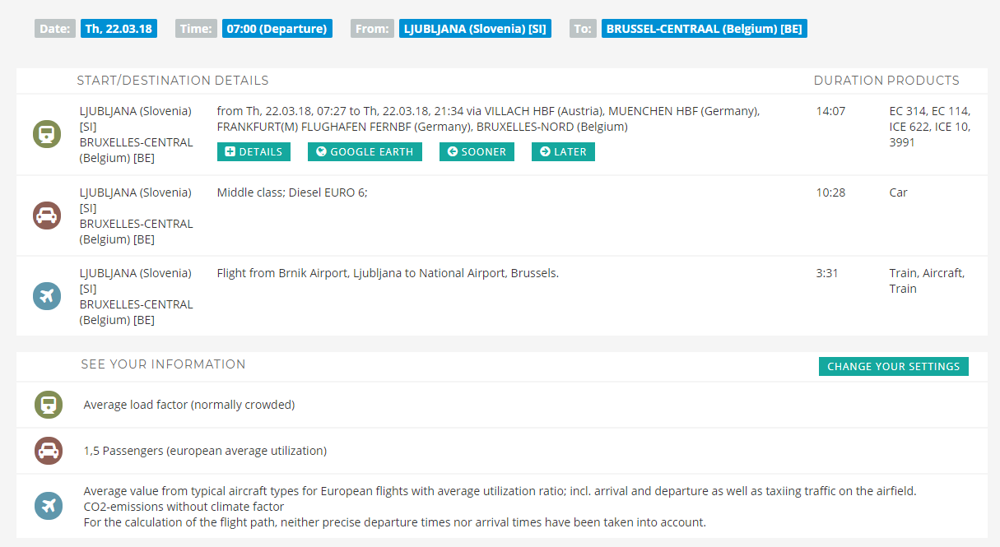 Date: Th, 22.03.18 Time: 07:00 (Departure) From: LJUBLJANA (Slovenia) [SI] To: BRUSSEL-CENTRAAL (Belgium) [BE]
START/DESTINATION DETAILS DURATION PRODUCTS
LJUBLJANA (Slovenia) from Th, 22.03.18, 07:27 to Th, 22.03.18, 21:34 via VILLACH HBF (Austria), MUENCHEN HBF (Germany), 14:07 EC 314, EC 114,
[SI] FRANKFURT(M) FLUGHAFEN FERNBF (Germany), BRUXELLES-NORD (Belgium) ICE 622, ICE 10,
BRUXELLES-CENTRAL 3991
(Belgium) [BE] DETAILS GOOGLE EARTH SOONER LATER
LJUBLJANA (Slovenia) Middle class; Diesel EURO 6; 10:28 Car
[SI]
BRUXELLES-CENTRAL
(Belgium) [BE]
LJUBLJANA (Slovenia) Flight from Brnik Airport, Ljubljana to National Airport, Brussels. 3:31 Train, Aircraft,
[SI] Train
BRUXELLES-CENTRAL
(Belgium) [BE]
SEE YOUR INFORMATION CHANGE YOUR SETTINGS
Average load factor (normally crowded)
1,5 Passengers (european average utilization)
Average value from typical aircraft types for European flights with average utilization ratio; incl. arrival and departure as well as taxiing traffic on the airfield.
CO2-emissions without climate factor
For the calculation of the flight path, neither precise departure times nor arrival times have been taken into account.